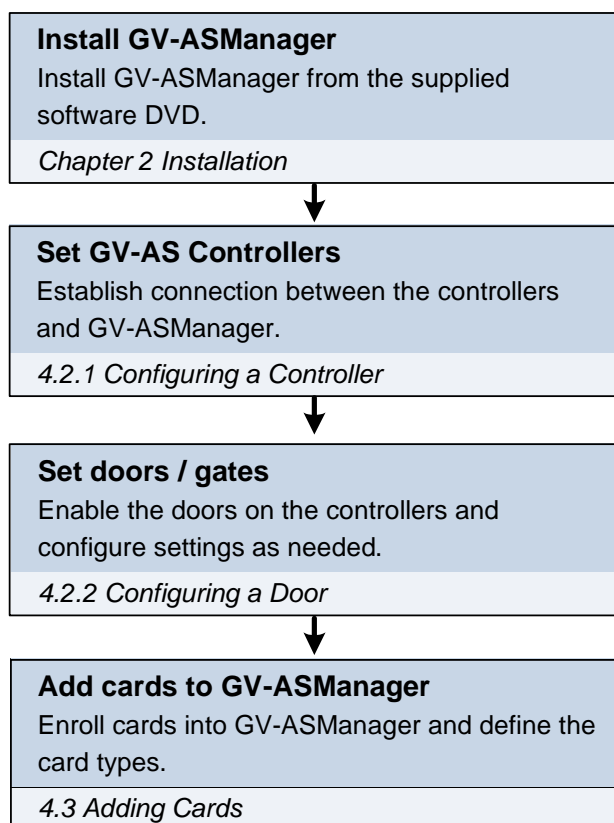 Install GV-ASManager
Install GV-ASManager from the supplied
software DVD.
Chapter 2 Installation
Set GV-AS Controllers
Establish connection between the controllers
and GV-ASManager.
4.2.1 Configuring a Controller
Set doors / gates
Enable the doors on the controllers and
configure settings as needed.
4.2.2 Configuring a Door
Add cards to GV-ASManager
Enroll cards into GV-ASManager and define the
card types.
4.3 Adding Cards